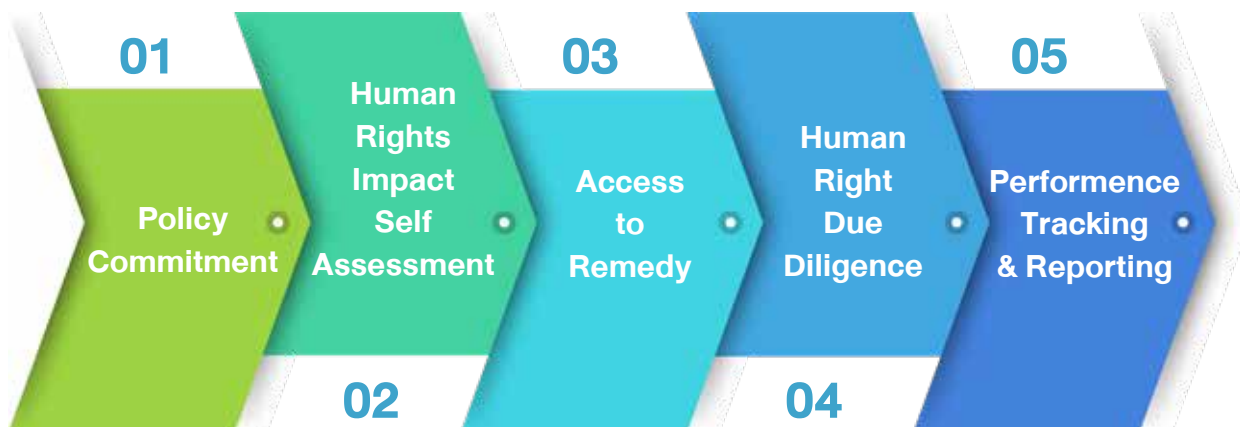 01
Policy
Commitment
Human
Rights
Impact
Self
Assessment
02
03
Access
to
Remedy
Human
Right
Due
Diligence
04
05
Performence
Tracking
& Reporting